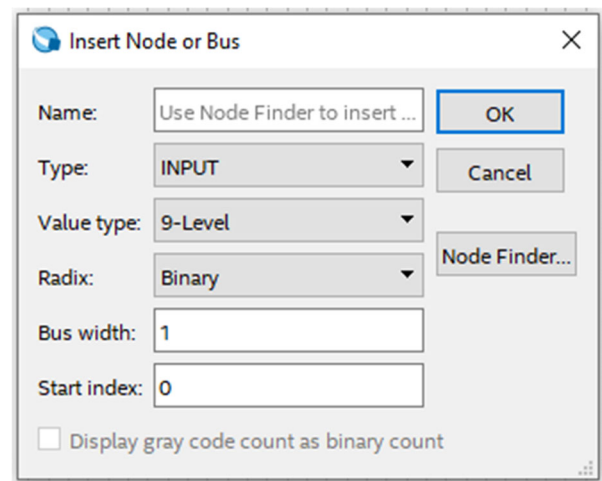 Insert Node or Bus
Name: Use Node Finder to insert ... OK
Type: INPUT Cancel
Value type: 9-Level
Node Finder...
Radix: Binary
Bus width: 1
Start index: 0
Display gray code count as binary count